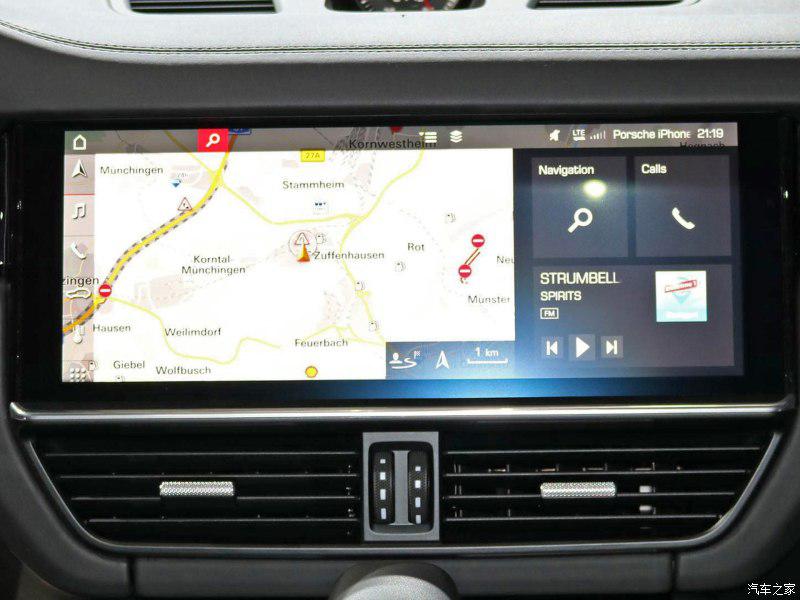 Kornwestheim
LTE
Porsche iPhone
21:19
Münchingen
27A
Stammheim
Navigation
Calls
Korntal-
Münchingen
Zuffenhausen
Rot
zingen
Münster
STRUMBELL
SPIRITS
FM
Hausen
Weilimdorf
Feuerbach
1 km
Giebel
Wolfbusch
汽车之家